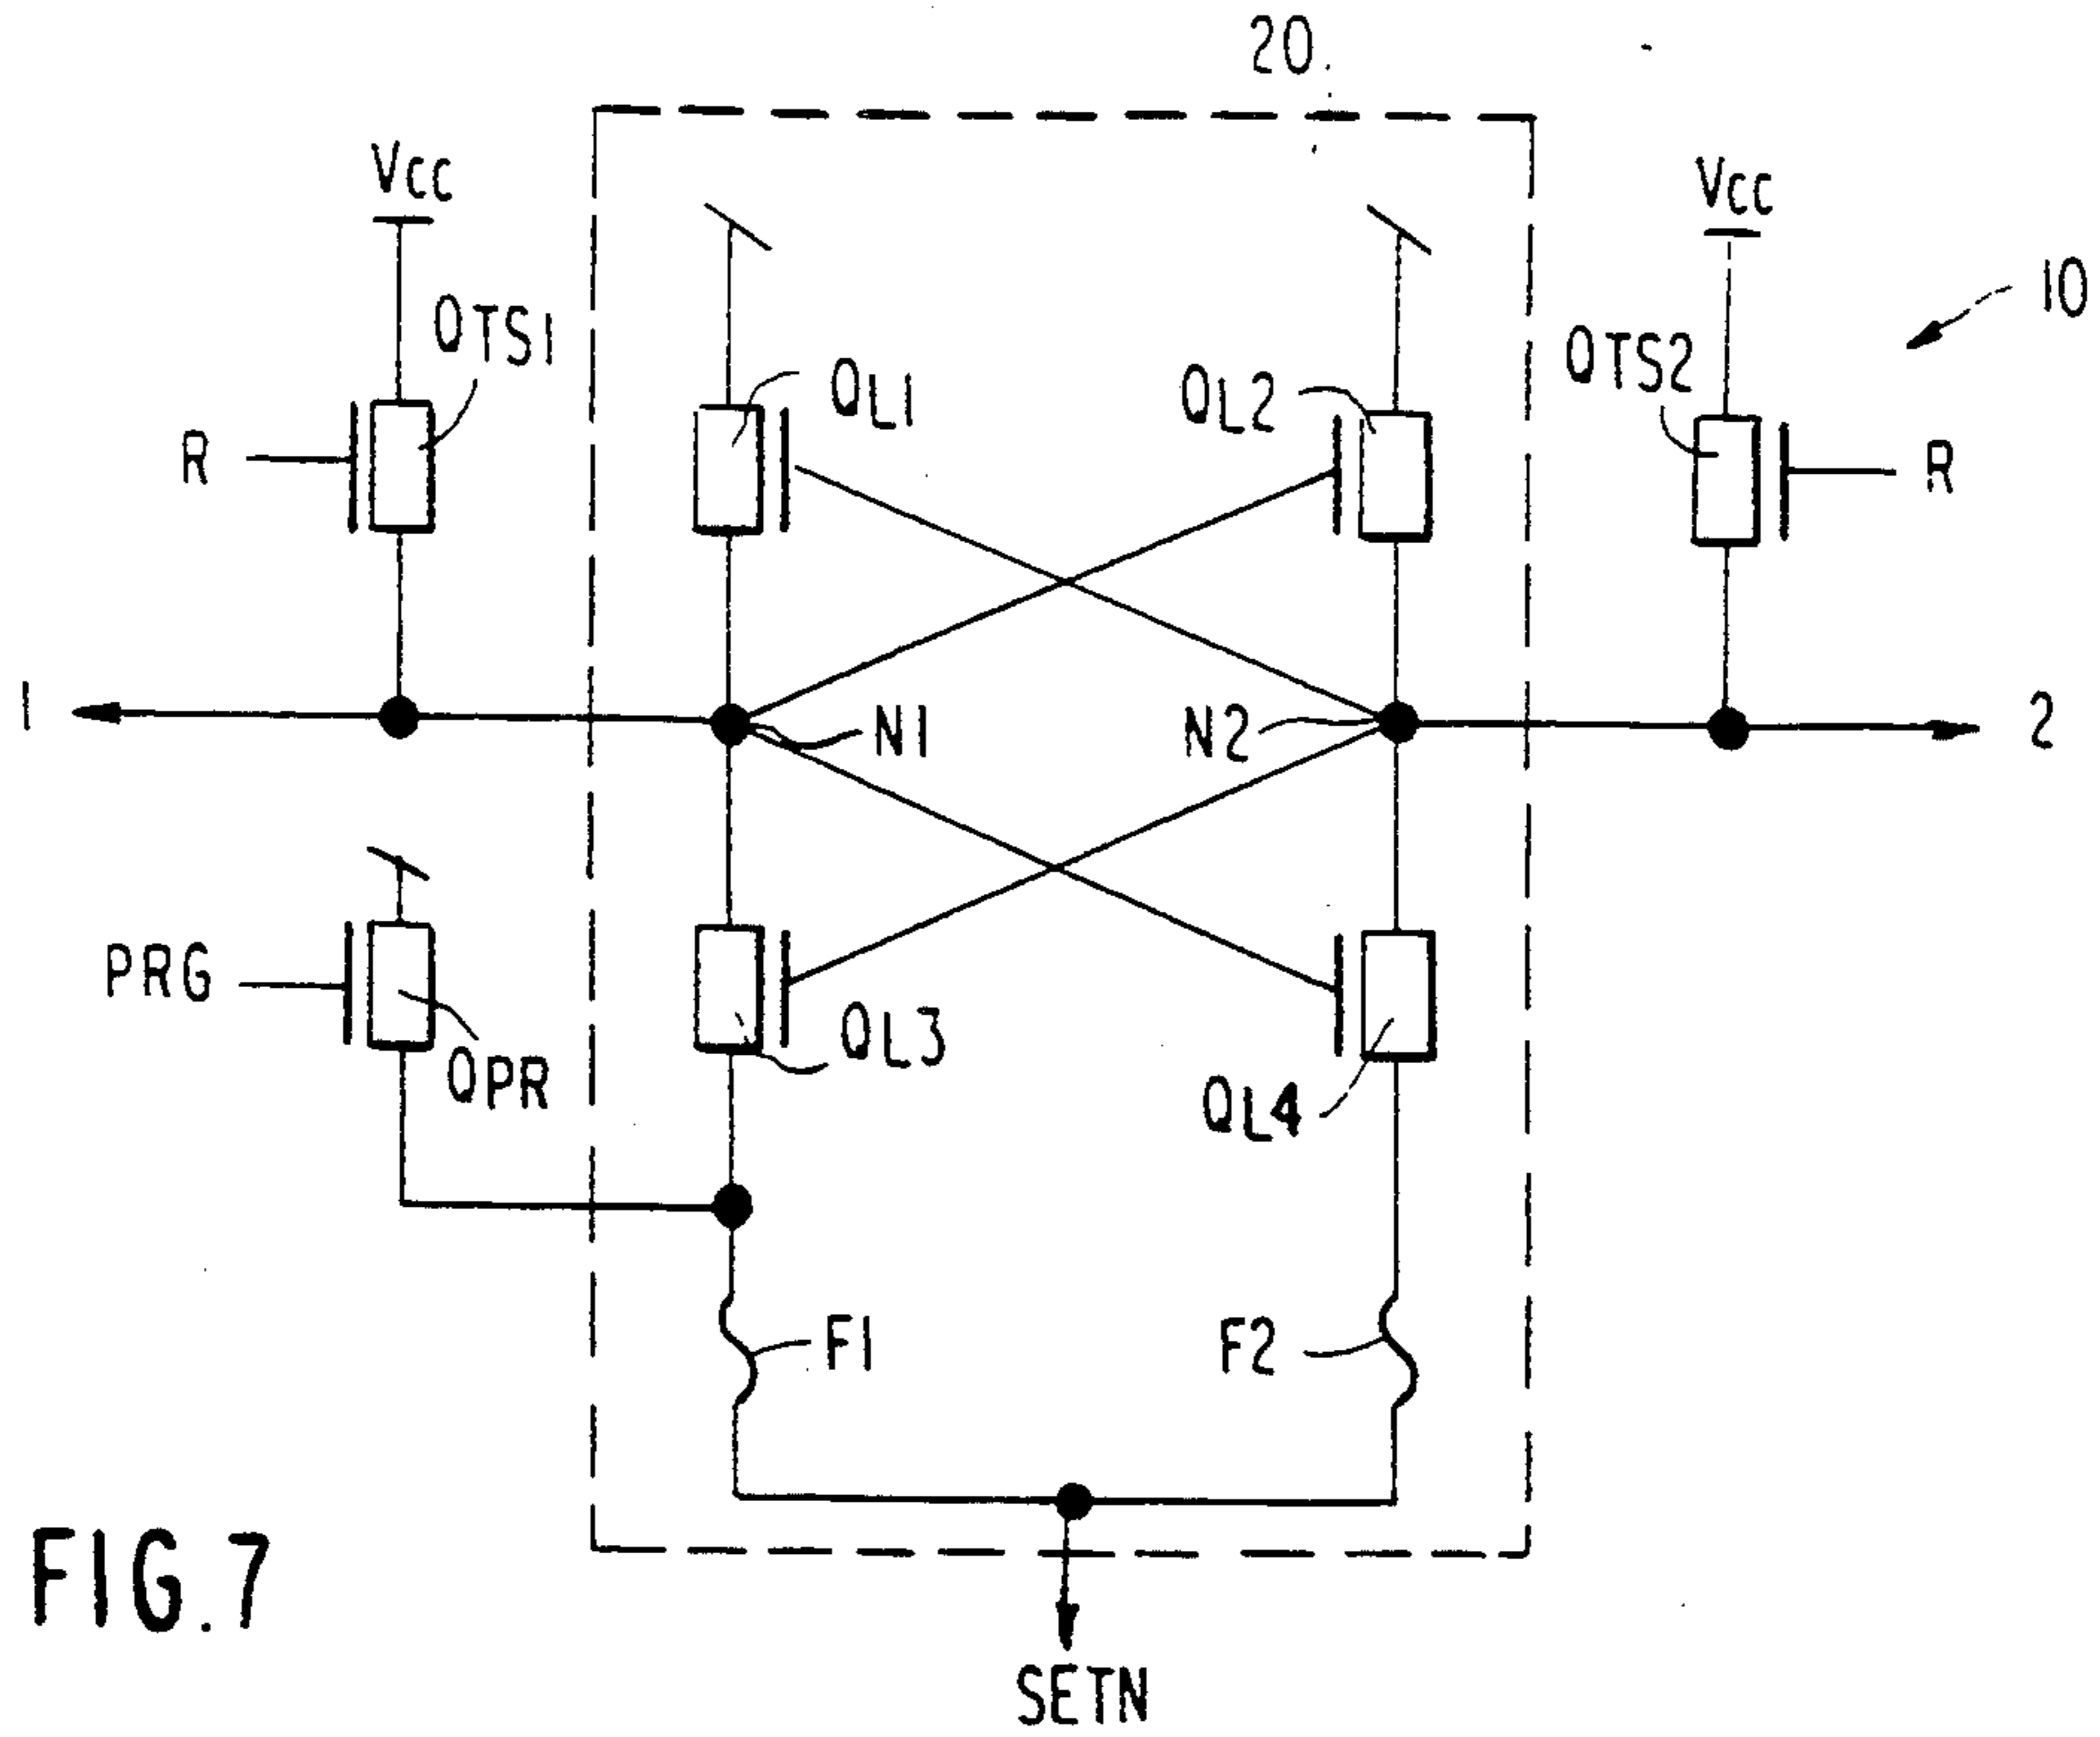 20
Vcc
Vcc
10
QTS1
QL1
QL2
QTS2
R
R
1
N1
N2
2
PRG
QPR
QL3
QL4
F1
F2
FIG.7
SETN